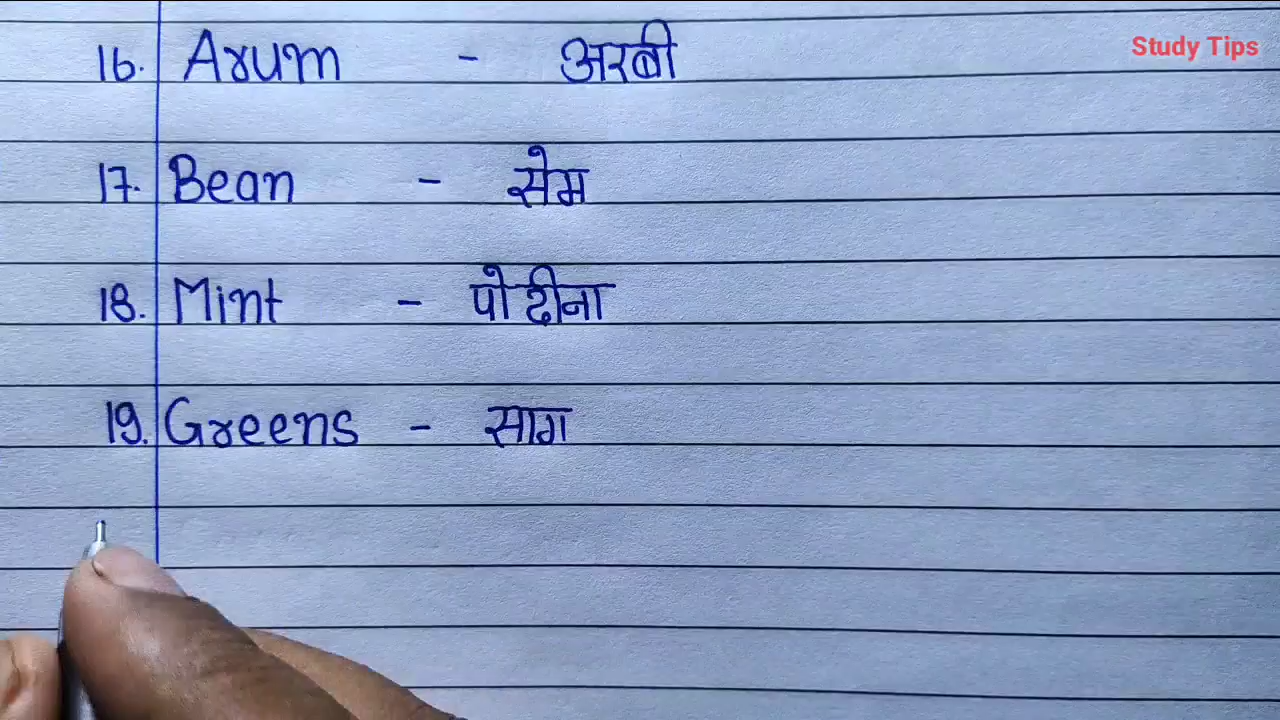 Study Tips
16. Arum - अरबी
17. Bean - सेम
18. Mint - पोदीना
19. Greens - साग